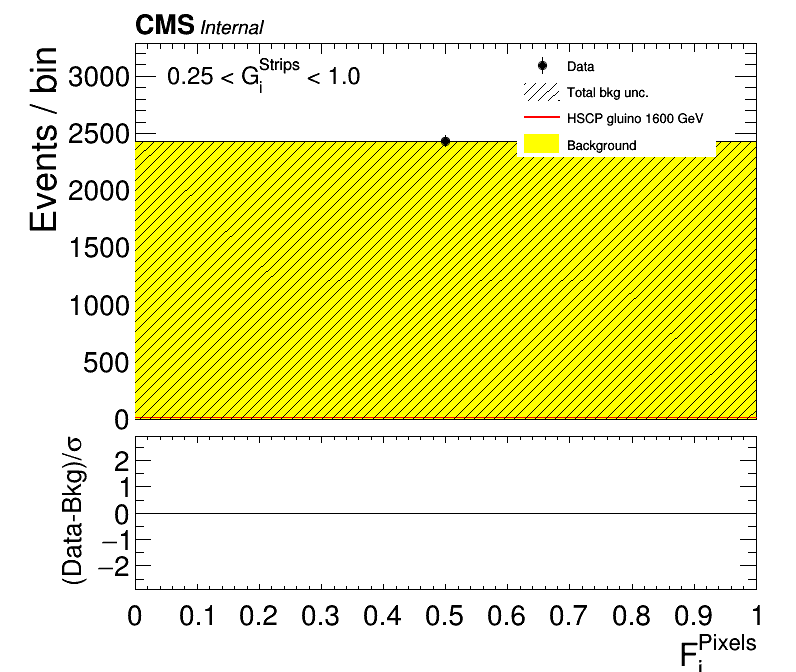 CMS Internal
Events / bin
3000
2500
2000
1500
1000
500
0
0.25 < G_i^Strips < 1.0
Data
Total bkg unc.
HSCP gluino 1600 GeV
Background
(Data-Bkg)/σ
2
1
0
−1
−2
0 0.1 0.2 0.3 0.4 0.5 0.6 0.7 0.8 0.9 1
F_i^Pixels